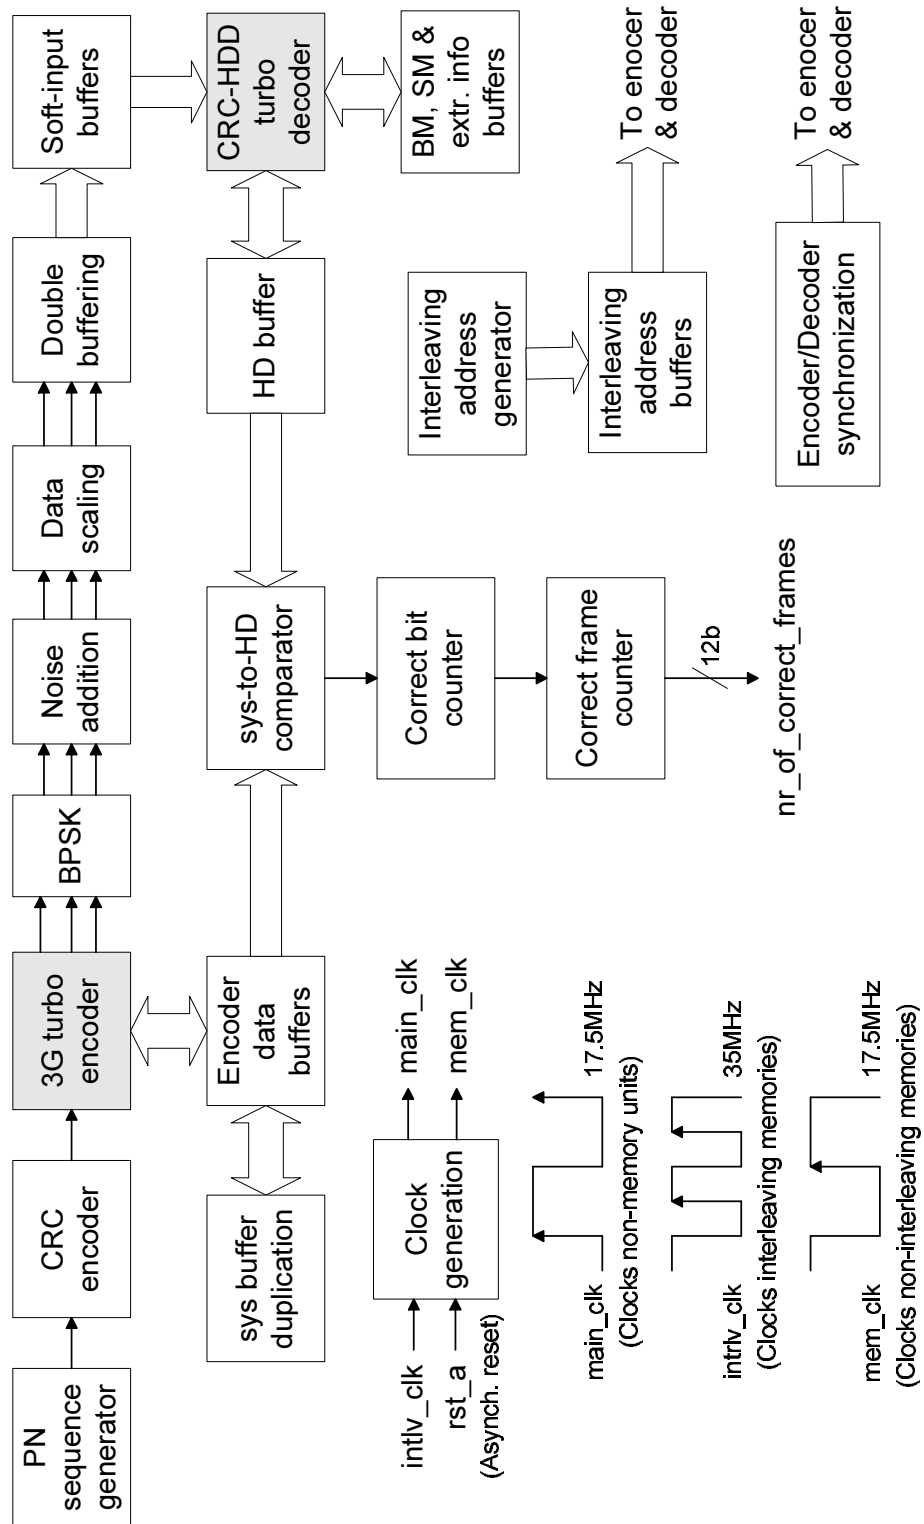 PN
sequence
generator
CRC
encoder
3G turbo
encoder
BPSK
Noise
addition
Data
scaling
Double
buffering
Soft-input
buffers
sys buffer
duplication
Encoder
data
buffers
sys-to-HD
comparator
HD buffer
CRC-HDD
turbo
decoder
BM, SM &
extr. info
buffers
intlv_clk
rst_a
(Asynch. reset)
Clock
generation
main_clk
mem_clk
Correct bit
counter
Correct frame
counter
12b
nr_of_correct_frames
Interleaving
address
generator
Interleaving
address
buffers
To enocer
& decoder
Encoder/Decoder
synchronization
To enocer
& decoder
main_clk
17.5MHz
(Clocks non-memory units)
intrlv_clk
35MHz
(Clocks interleaving memories)
mem_clk
17.5MHz
(Clocks non-interleaving memories)